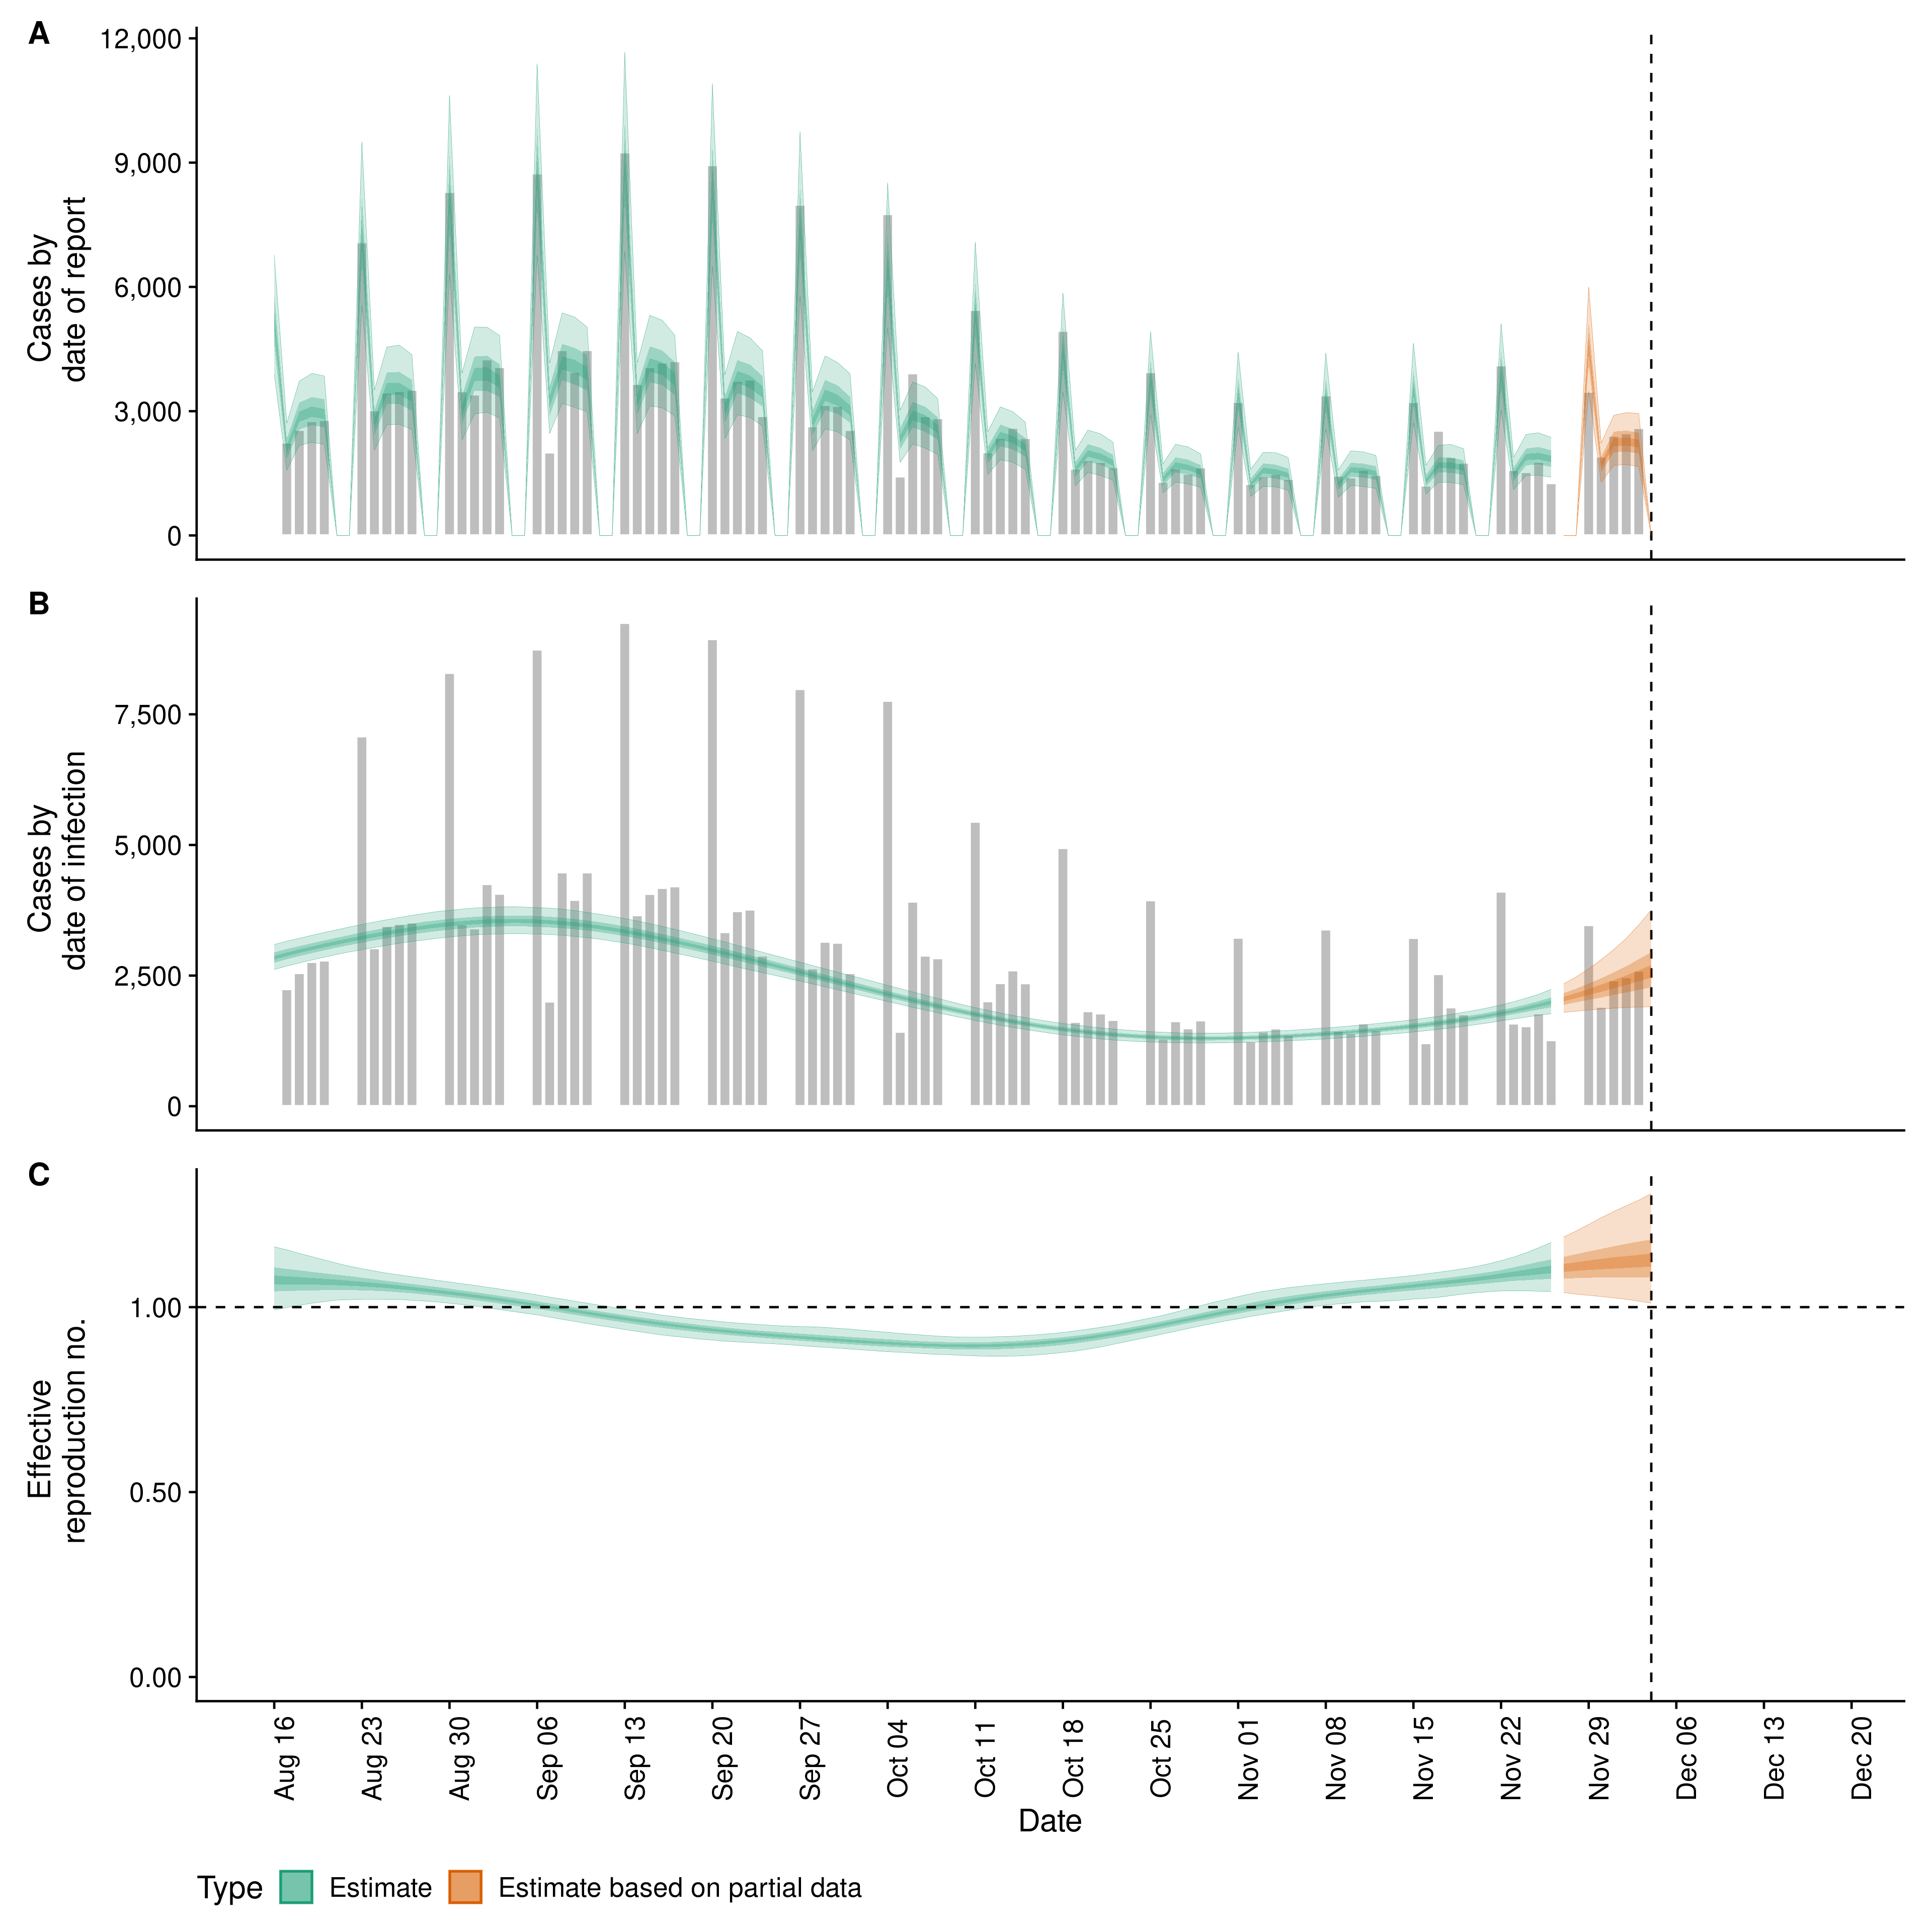 A
12,000
9,000
6,000
3,000
0
Cases by
date of report
B
7,500
5,000
2,500
0
Cases by
date of infection
C
1.00
0.50
0.00
Effective
reproduction no.
Aug 16
Aug 23
Aug 30
Sep 06
Sep 13
Sep 20
Sep 27
Oct 04
Oct 11
Oct 18
Oct 25
Nov 01
Nov 08
Nov 15
Nov 22
Nov 29
Dec 06
Dec 13
Dec 20
Date
Type Estimate Estimate based on partial data